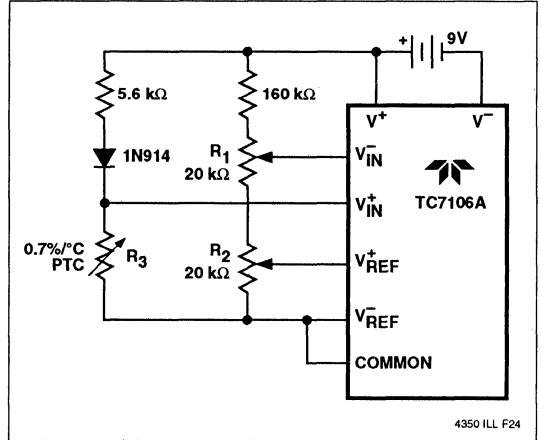 + 9V
5.6 kΩ
160 kΩ
V+ V−
1N914
R1
20 kΩ
V−IN
V+IN
TC7106A
0.7%/°C
PTC
R3
R2
20 kΩ
V+REF
V−REF
COMMON
4350 ILL F24